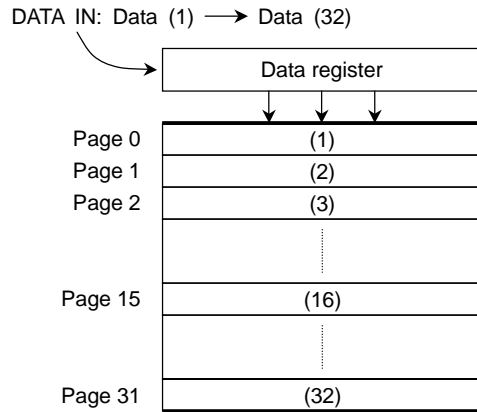 DATA IN: Data (1) → Data (32)
Data register
Page 0 (1)
Page 1 (2)
Page 2 (3)
Page 15 (16)
Page 31 (32)